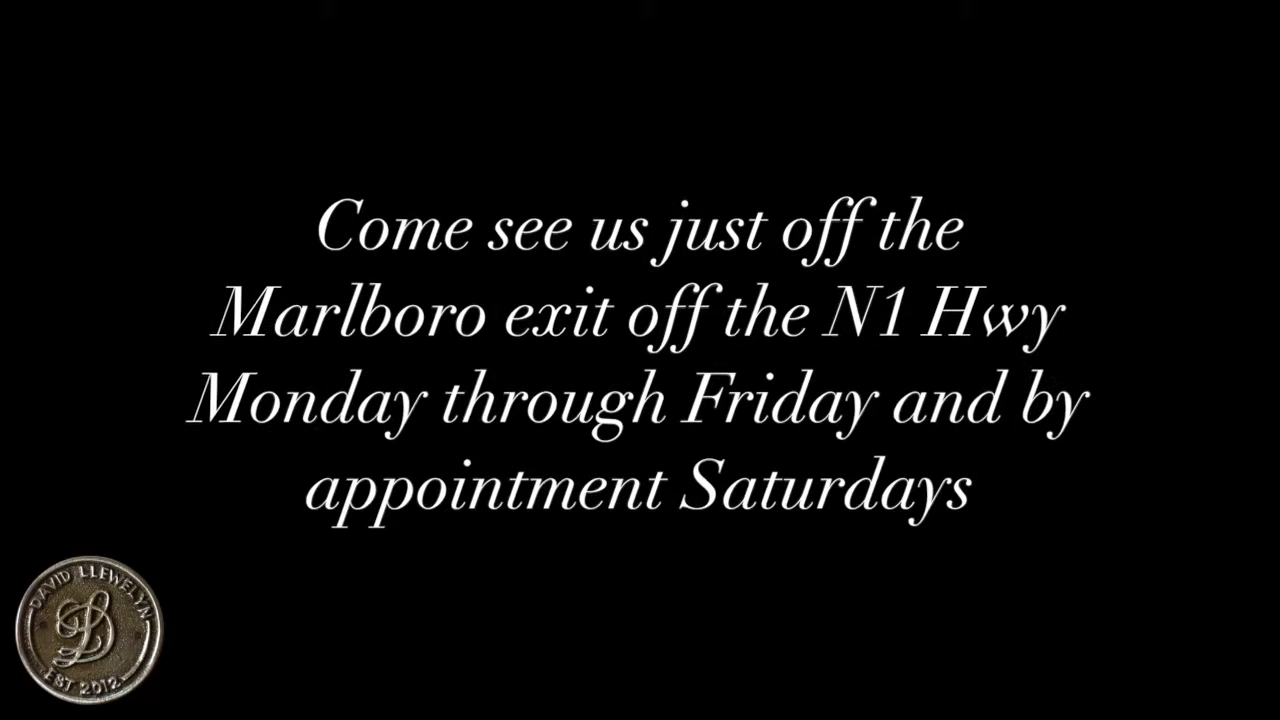 Come see us just off the
Marlboro exit off the N1 Hwy
Monday through Friday and by
appointment Saturdays
DAVID LLEWELYN
EST 2012